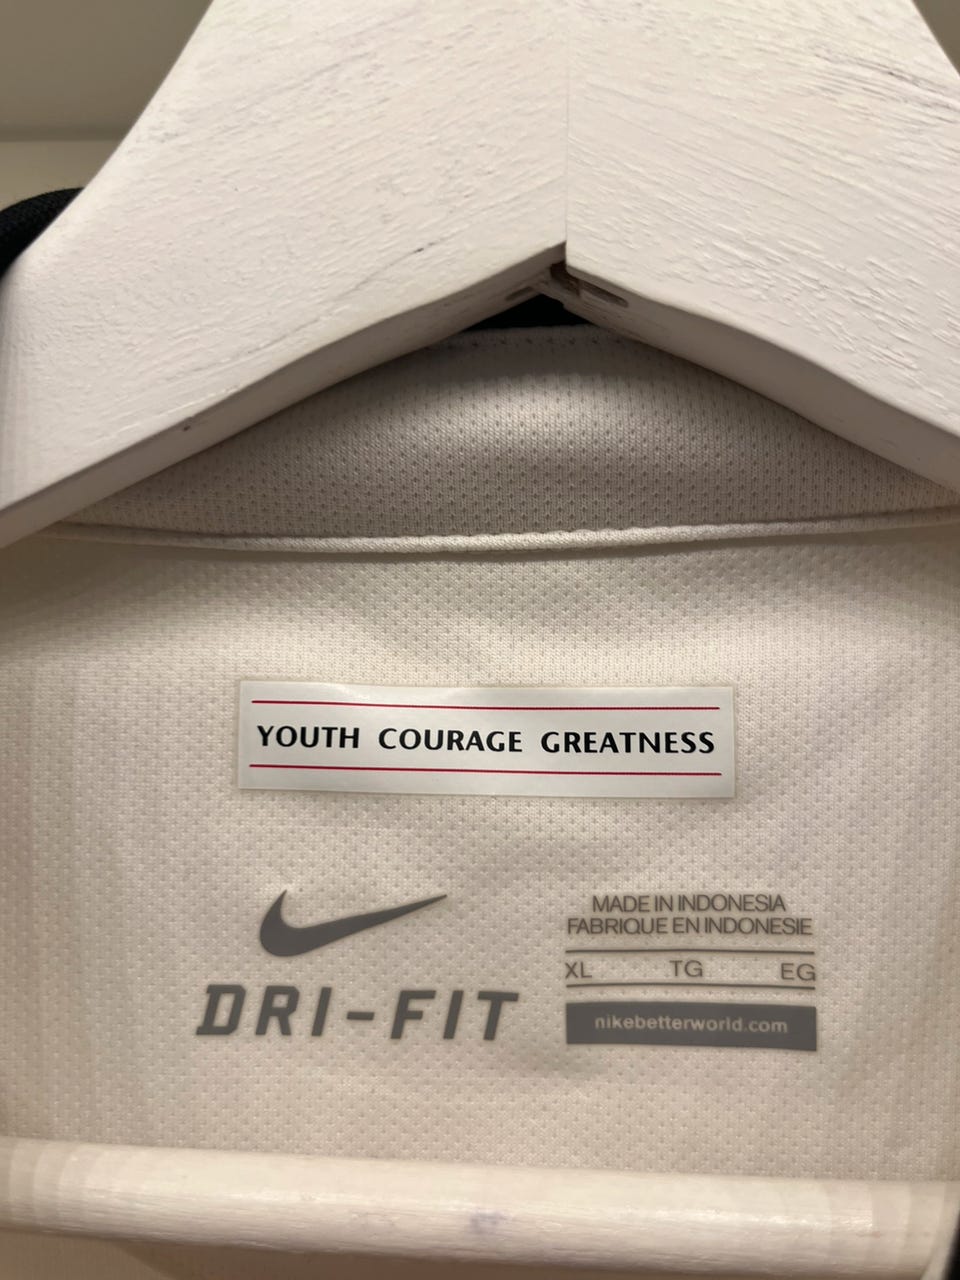 YOUTH COURAGE GREATNESS
DRI-FIT
MADE IN INDONESIA
FABRIQUE EN INDONESIE
XL TG EG
nikebetterworld.com